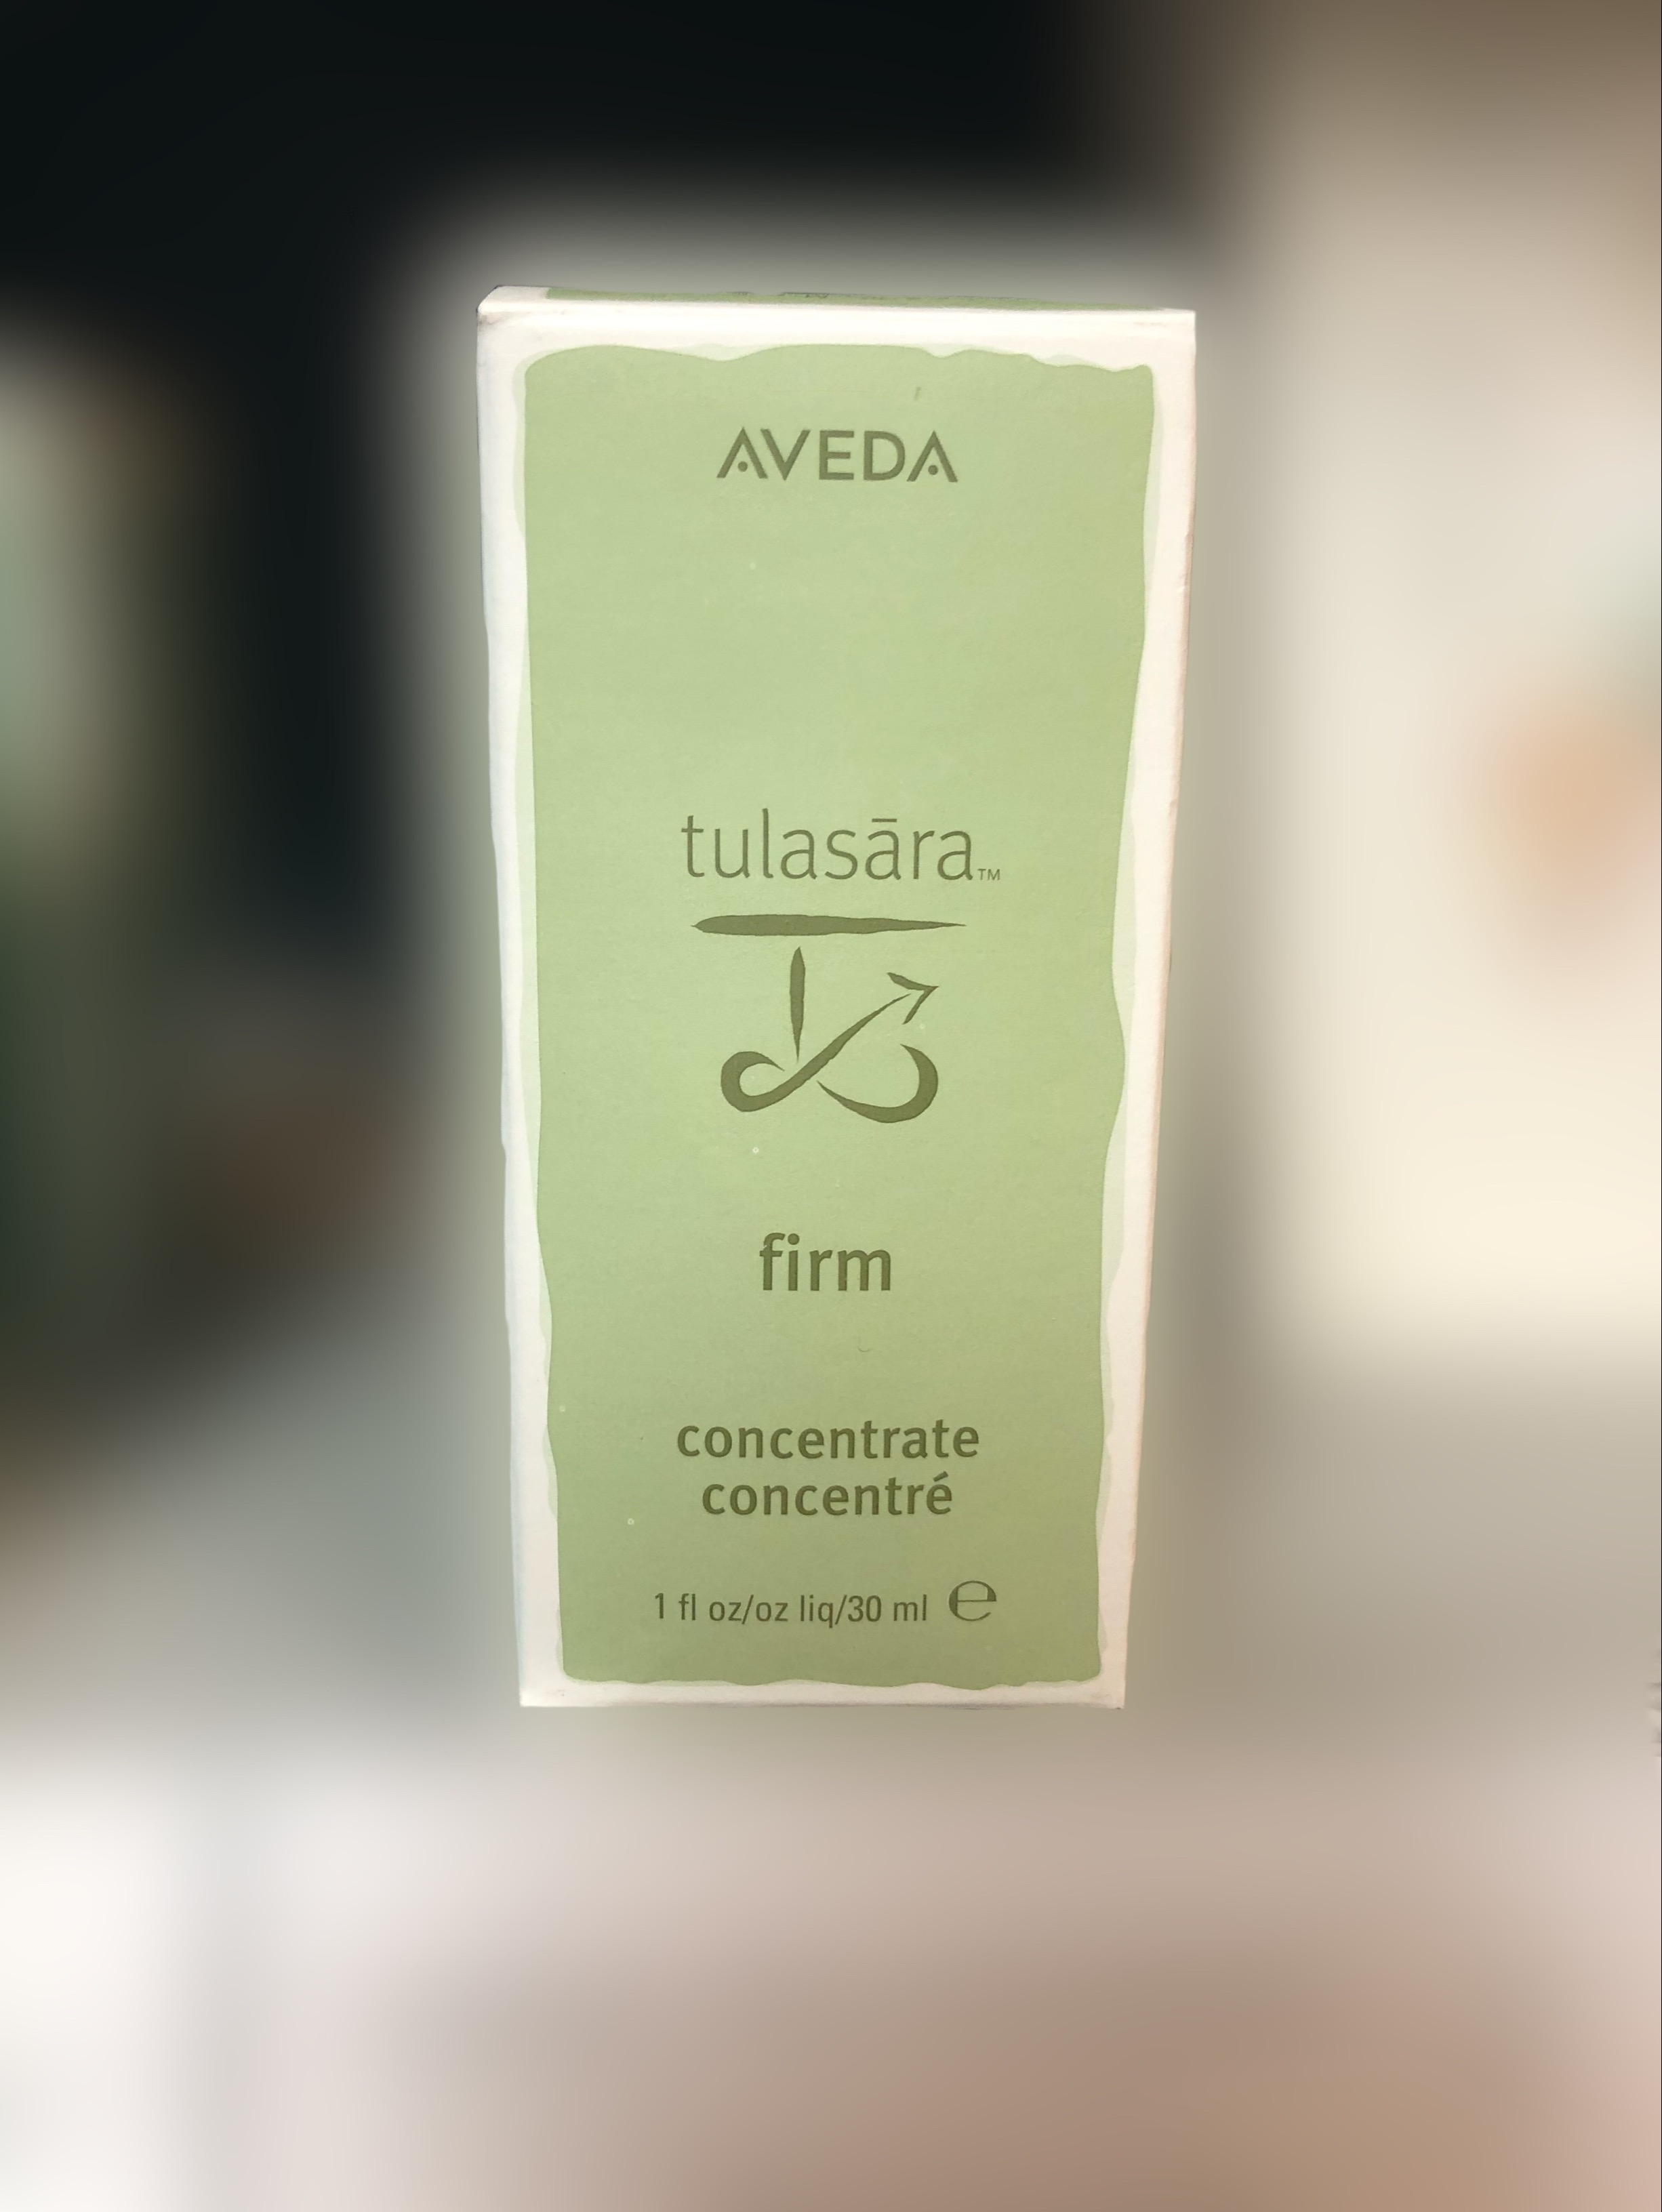 AVEDA
tulasāra™
firm
concentrate
concentré
1 fl oz/oz liq/30 ml ℮